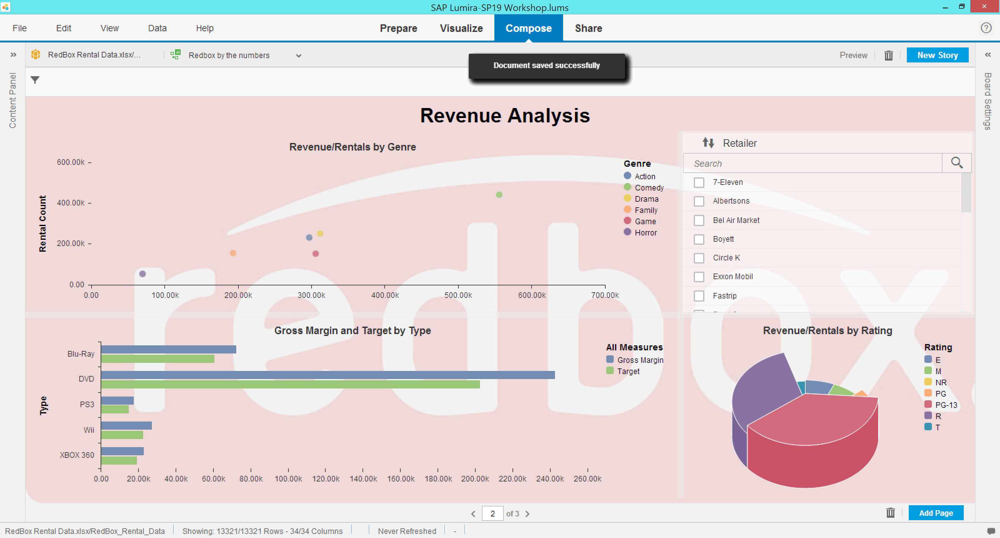 SAP Lumira-SP19 Workshop.lums
File Edit View Data Help Prepare Visualize Compose Share
RedBox Rental Data.xlsx/... Redbox by the numbers Preview New Story
Document saved successfully
Content Panel
Board Settings
redbox
Revenue Analysis
Revenue/Rentals by Genre
Rental Count
600.00k
400.00k
200.00k
0.00
0.00 100.00k 200.00k 300.00k 400.00k 500.00k 600.00k 700.00k
Genre
Action
Comedy
Drama
Family
Game
Horror
Retailer
Search
7-Eleven
Albertsons
Bel Air Market
Boyett
Circle K
Exxon Mobil
Fastrip
Gross Margin and Target by Type
Type
Blu-Ray
DVD
PS3
Wii
XBOX 360
0.00 20.00k 40.00k 60.00k 80.00k 100.00k 120.00k 140.00k 160.00k 180.00k 200.00k 220.00k 240.00k 260.00k
All Measures
Gross Margin
Target
Revenue/Rentals by Rating
Rating
E
M
NR
PG
PG-13
R
T
2 of 3 Add Page
RedBox Rental Data.xlsx/RedBox_Rental_Data Showing: 13321/13321 Rows - 34/34 Columns Never Refreshed -